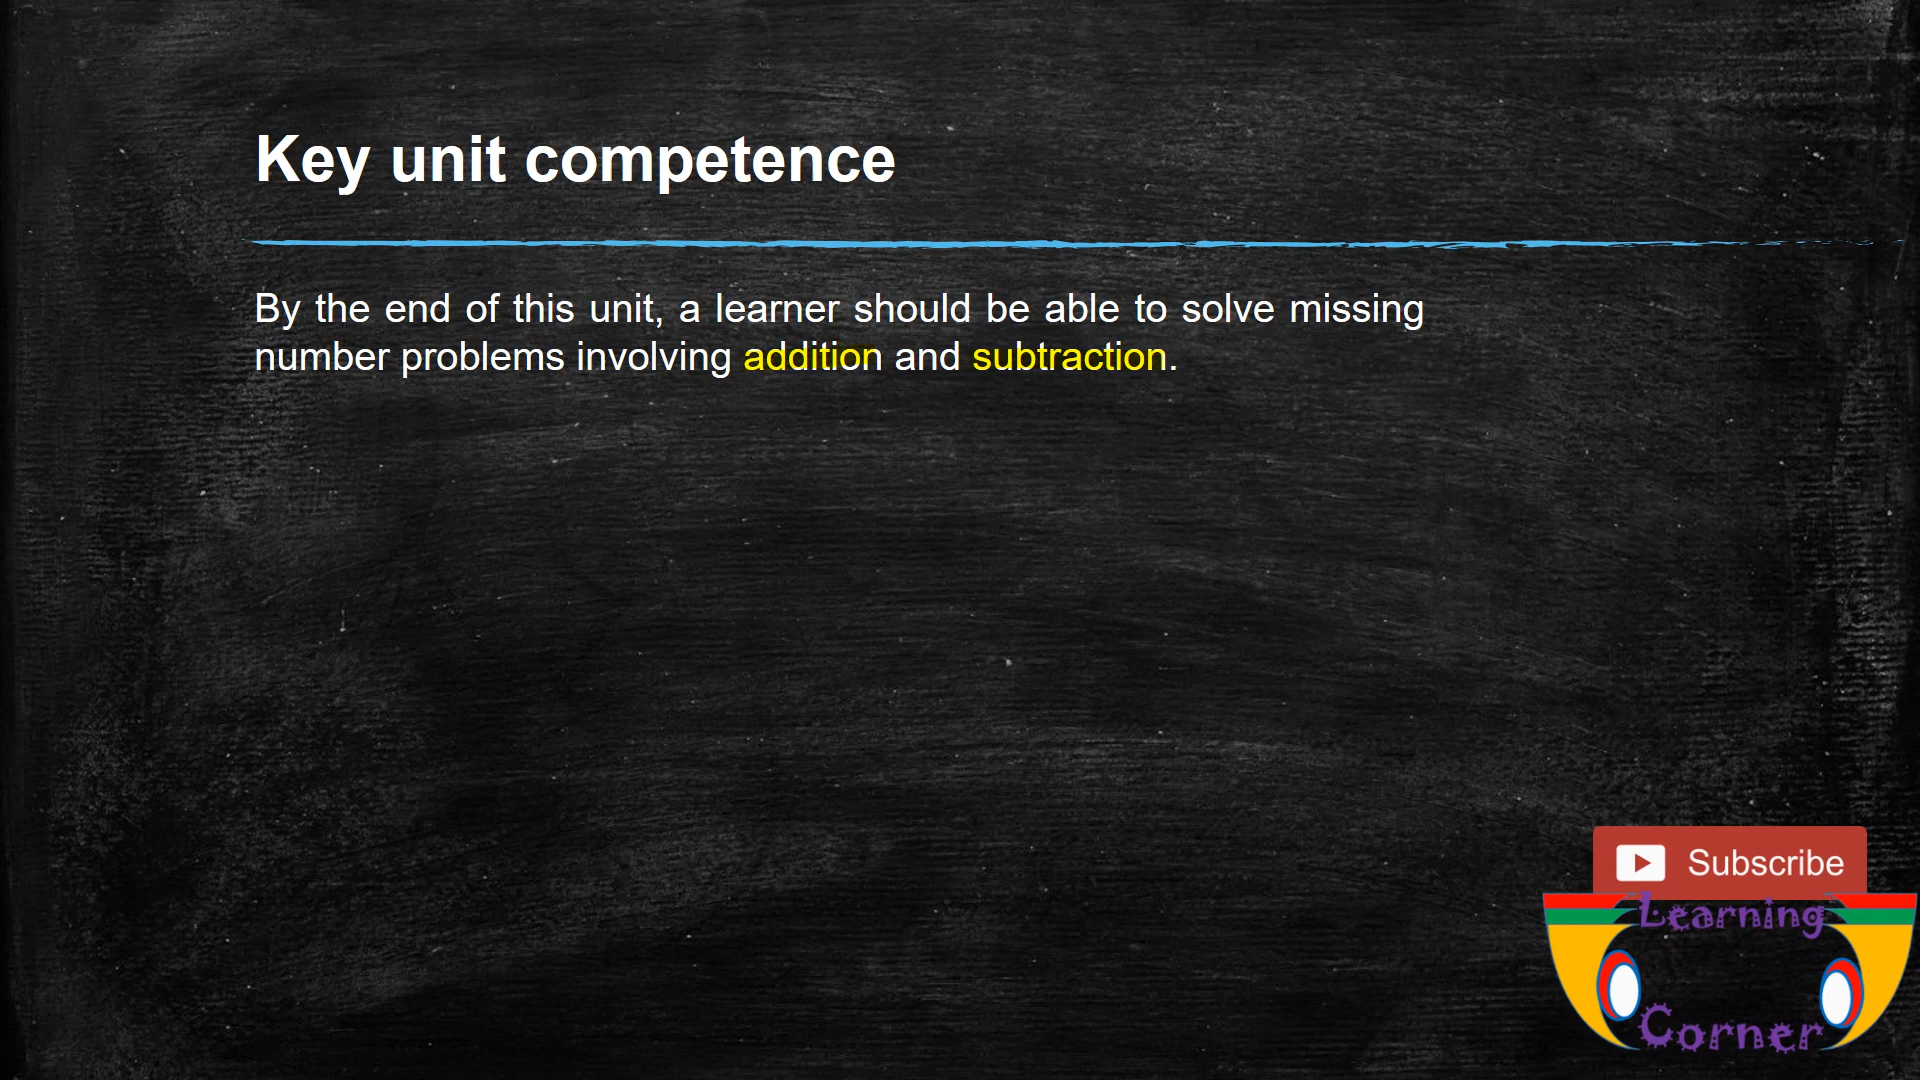 Key unit competence
By the end of this unit, a learner should be able to solve missing
number problems involving addition and subtraction.
Subscribe
Learning
Corner